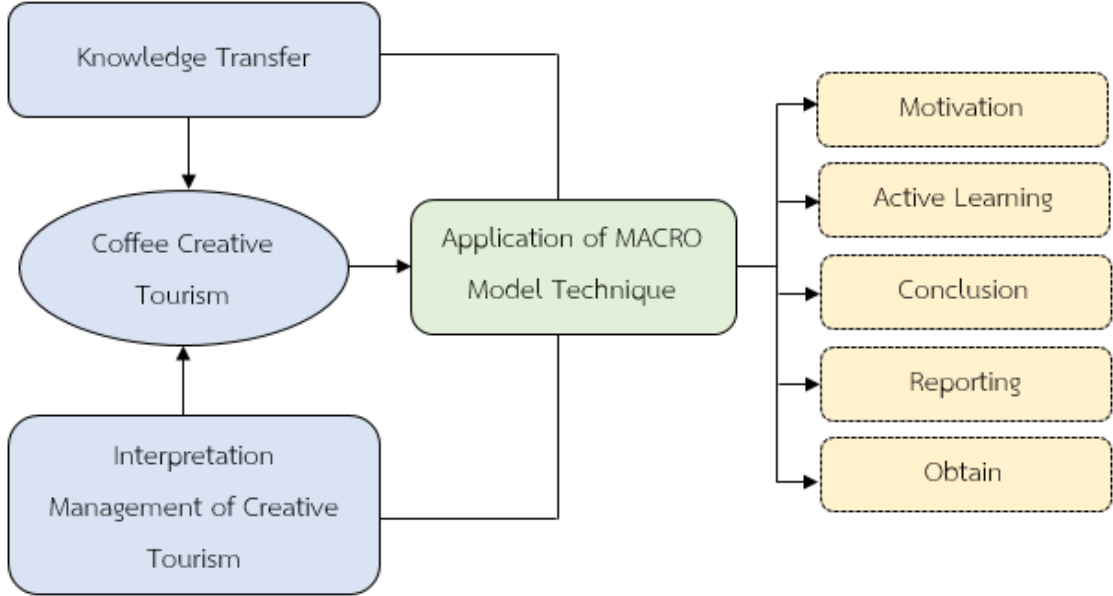 Knowledge Transfer
Coffee Creative
Tourism
Interpretation
Management of Creative
Tourism
Application of MACRO
Model Technique
Motivation
Active Learning
Conclusion
Reporting
Obtain